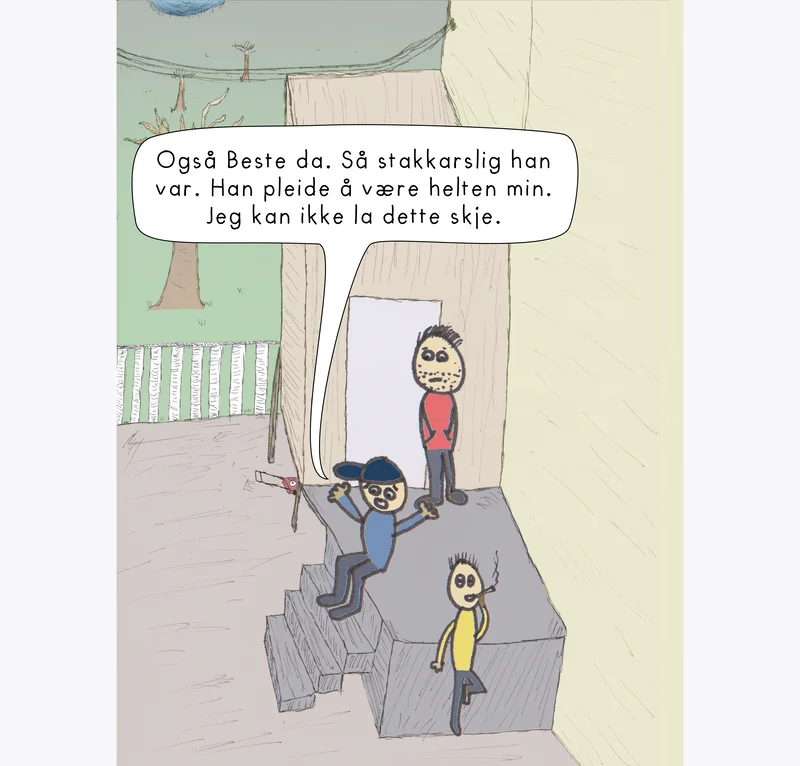 Også Beste da. Så stakkarslig han
var. Han pleide å være helten min.
Jeg kan ikke la dette skje.